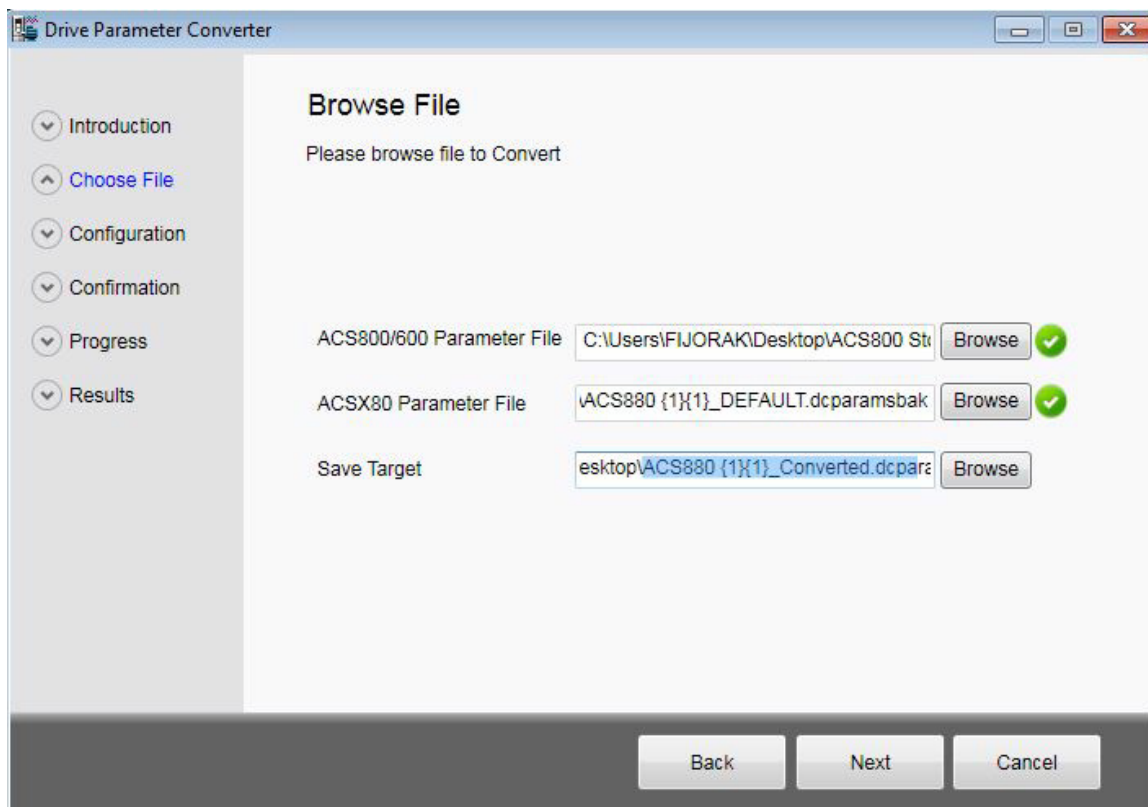 Drive Parameter Converter
Introduction
Choose File
Configuration
Confirmation
Progress
Results
Browse File
Please browse file to Convert
ACS800/600 Parameter File C:\Users\FIJORAK\Desktop\ACS800 Browse
ACSX80 Parameter File \ACS880 {1}{1}_DEFAULT.dcparamsbak Browse
Save Target esktop\ACS880 {1}{1}_Converted.dcpara Browse
Back Next Cancel